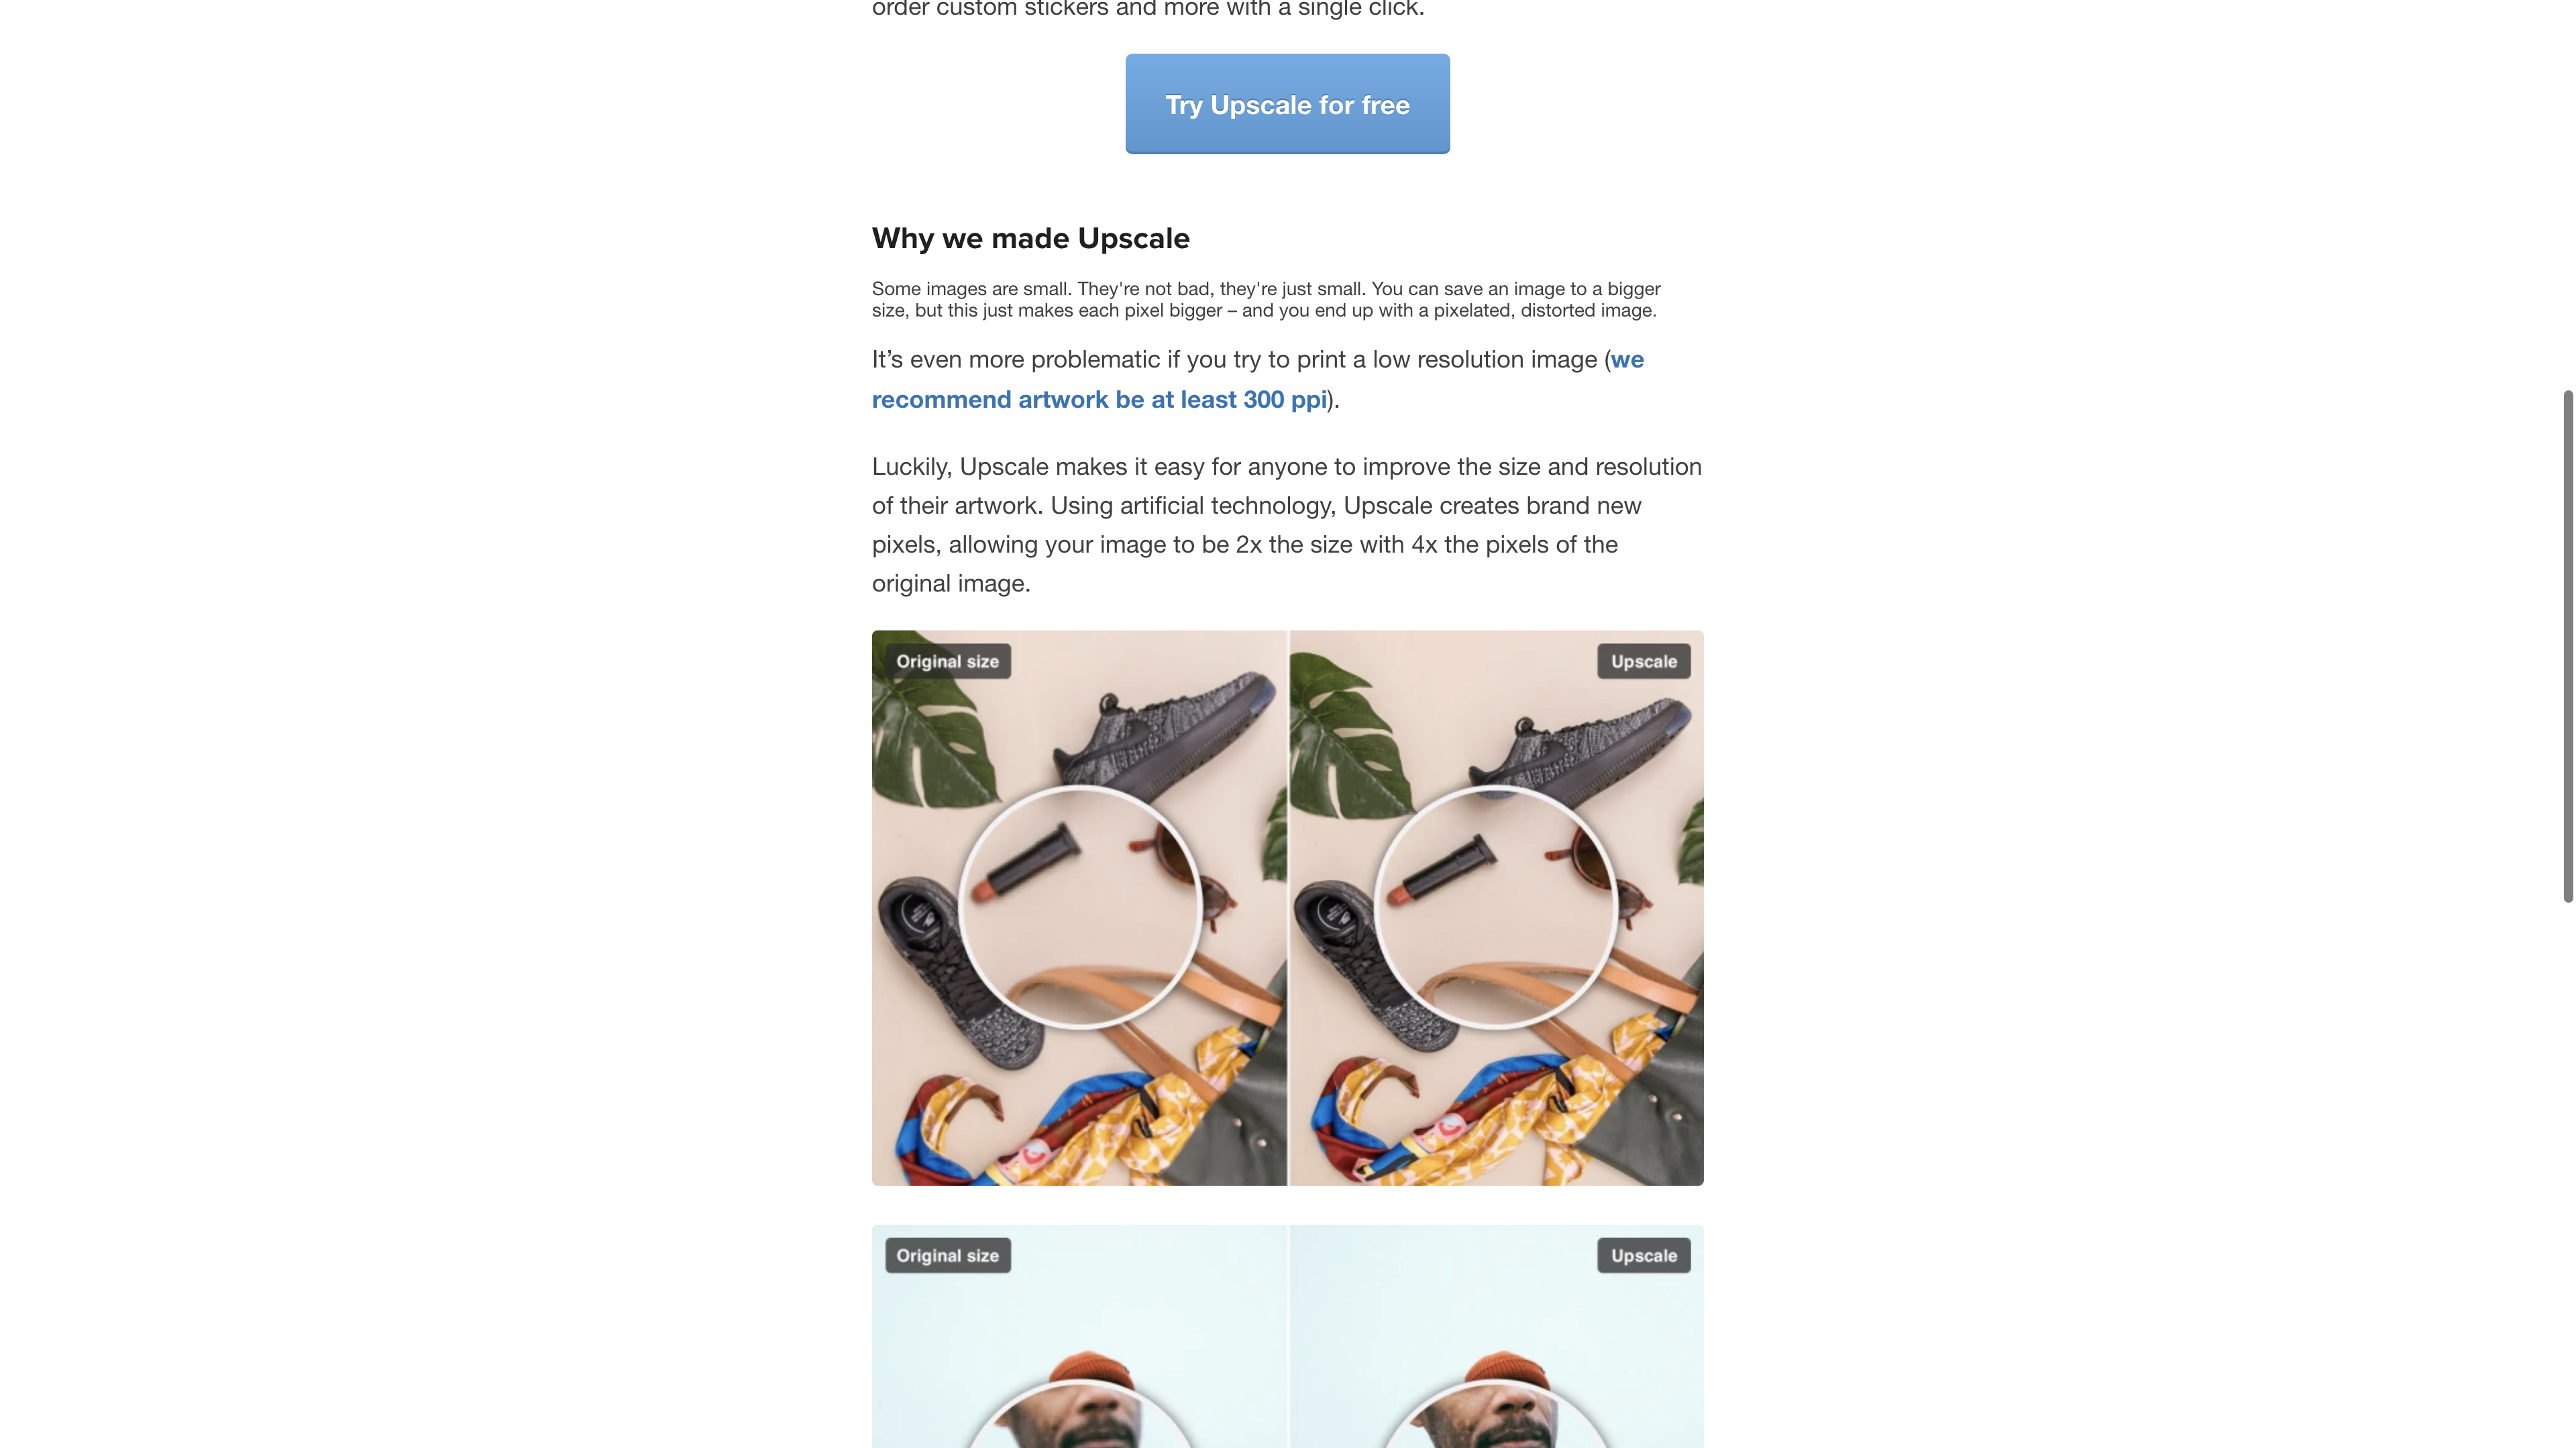 order custom stickers and more with a single click.
Try Upscale for free
Why we made Upscale
Some images are small. They're not bad, they're just small. You can save an image to a bigger
size, but this just makes each pixel bigger – and you end up with a pixelated, distorted image.
It’s even more problematic if you try to print a low resolution image (we
recommend artwork be at least 300 ppi).
Luckily, Upscale makes it easy for anyone to improve the size and resolution
of their artwork. Using artificial technology, Upscale creates brand new
pixels, allowing your image to be 2x the size with 4x the pixels of the
original image.
Original size
Upscale
Original size
Upscale